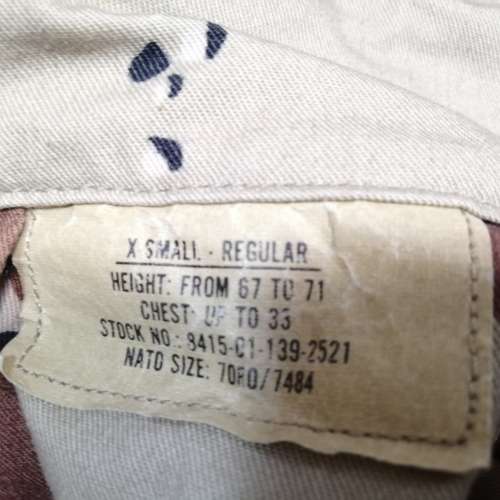 X SMALL - REGULAR
HEIGHT: FROM 67 TO 71
CHEST: UP TO 33
STOCK NO.: 8415-01-139-2521
NATO SIZE: 7080/7484